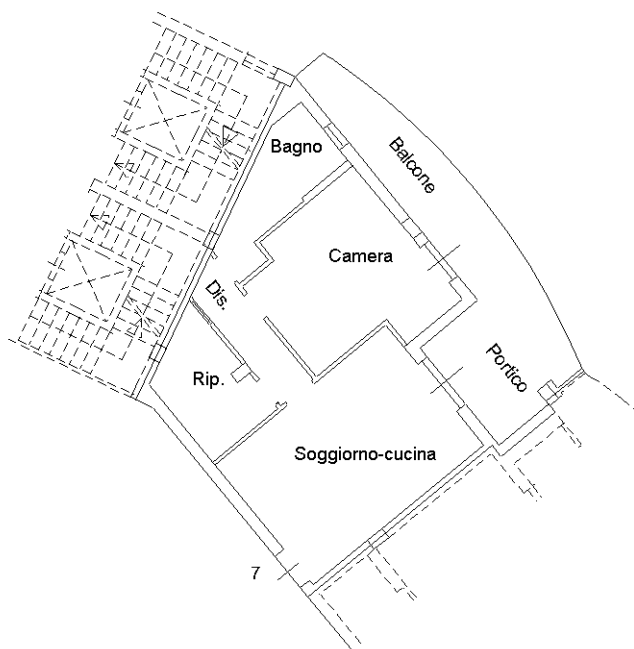 Bagno
Balcone
Camera
Dis.
Portico
Rip.
Soggiorno-cucina
7